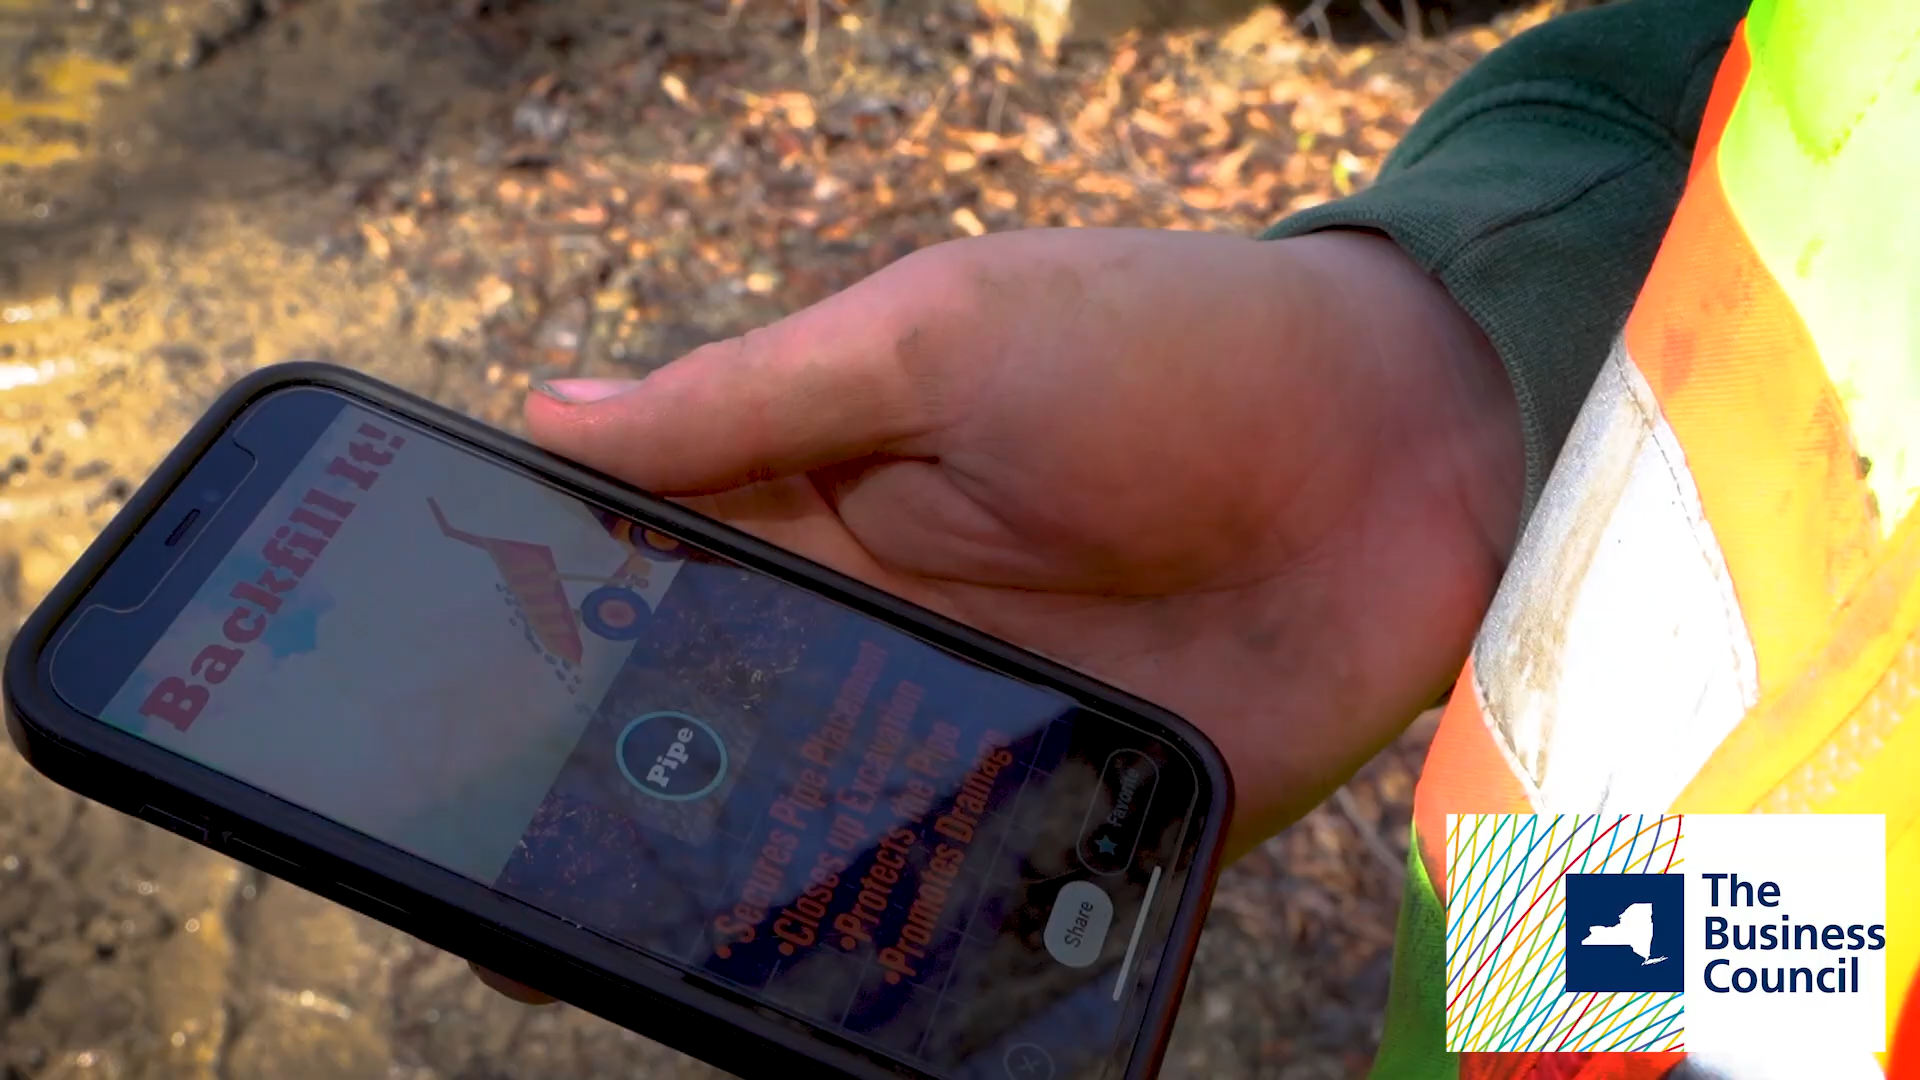 Backfill It!
Pipe
•Secures Pipe Placement
•Closes up Excavation
•Protects the Pipe
•Promotes Drainage
Favorite
Share
The
Business
Council